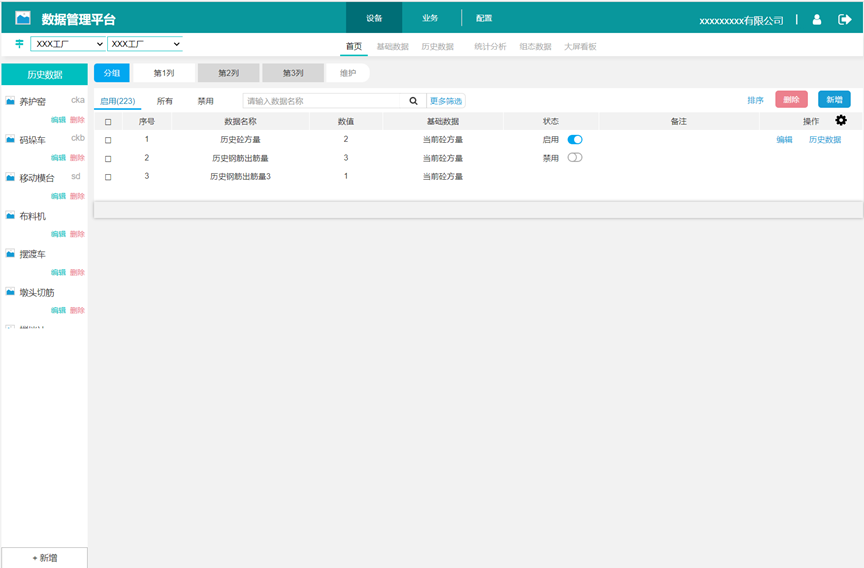 数据管理平台 设备 业务 配置 xxxxxxxxx有限公司
XXX工厂 XXX工厂 首页 基础数据 历史数据 统计分析 组态数据 大屏看板
历史数据 分组 第1列 第2列 第3列 维护
养护窑 cka
编辑 删除
码垛车 ckb
编辑 删除
移动模台 sd
编辑 删除
布料机
编辑 删除
摆渡车
编辑 删除
墩头切筋
编辑 删除
+ 新增
启用(223) 所有 禁用 请输入数据名称 更多筛选 排序 删除 新增
序号 数据名称 数值 基础数据 状态 备注 操作
1 历史砼方量 2 当前砼方量 启用 编辑 历史数据
2 历史钢筋出筋量 3 当前砼方量 禁用
3 历史钢筋出筋量3 1 当前砼方量